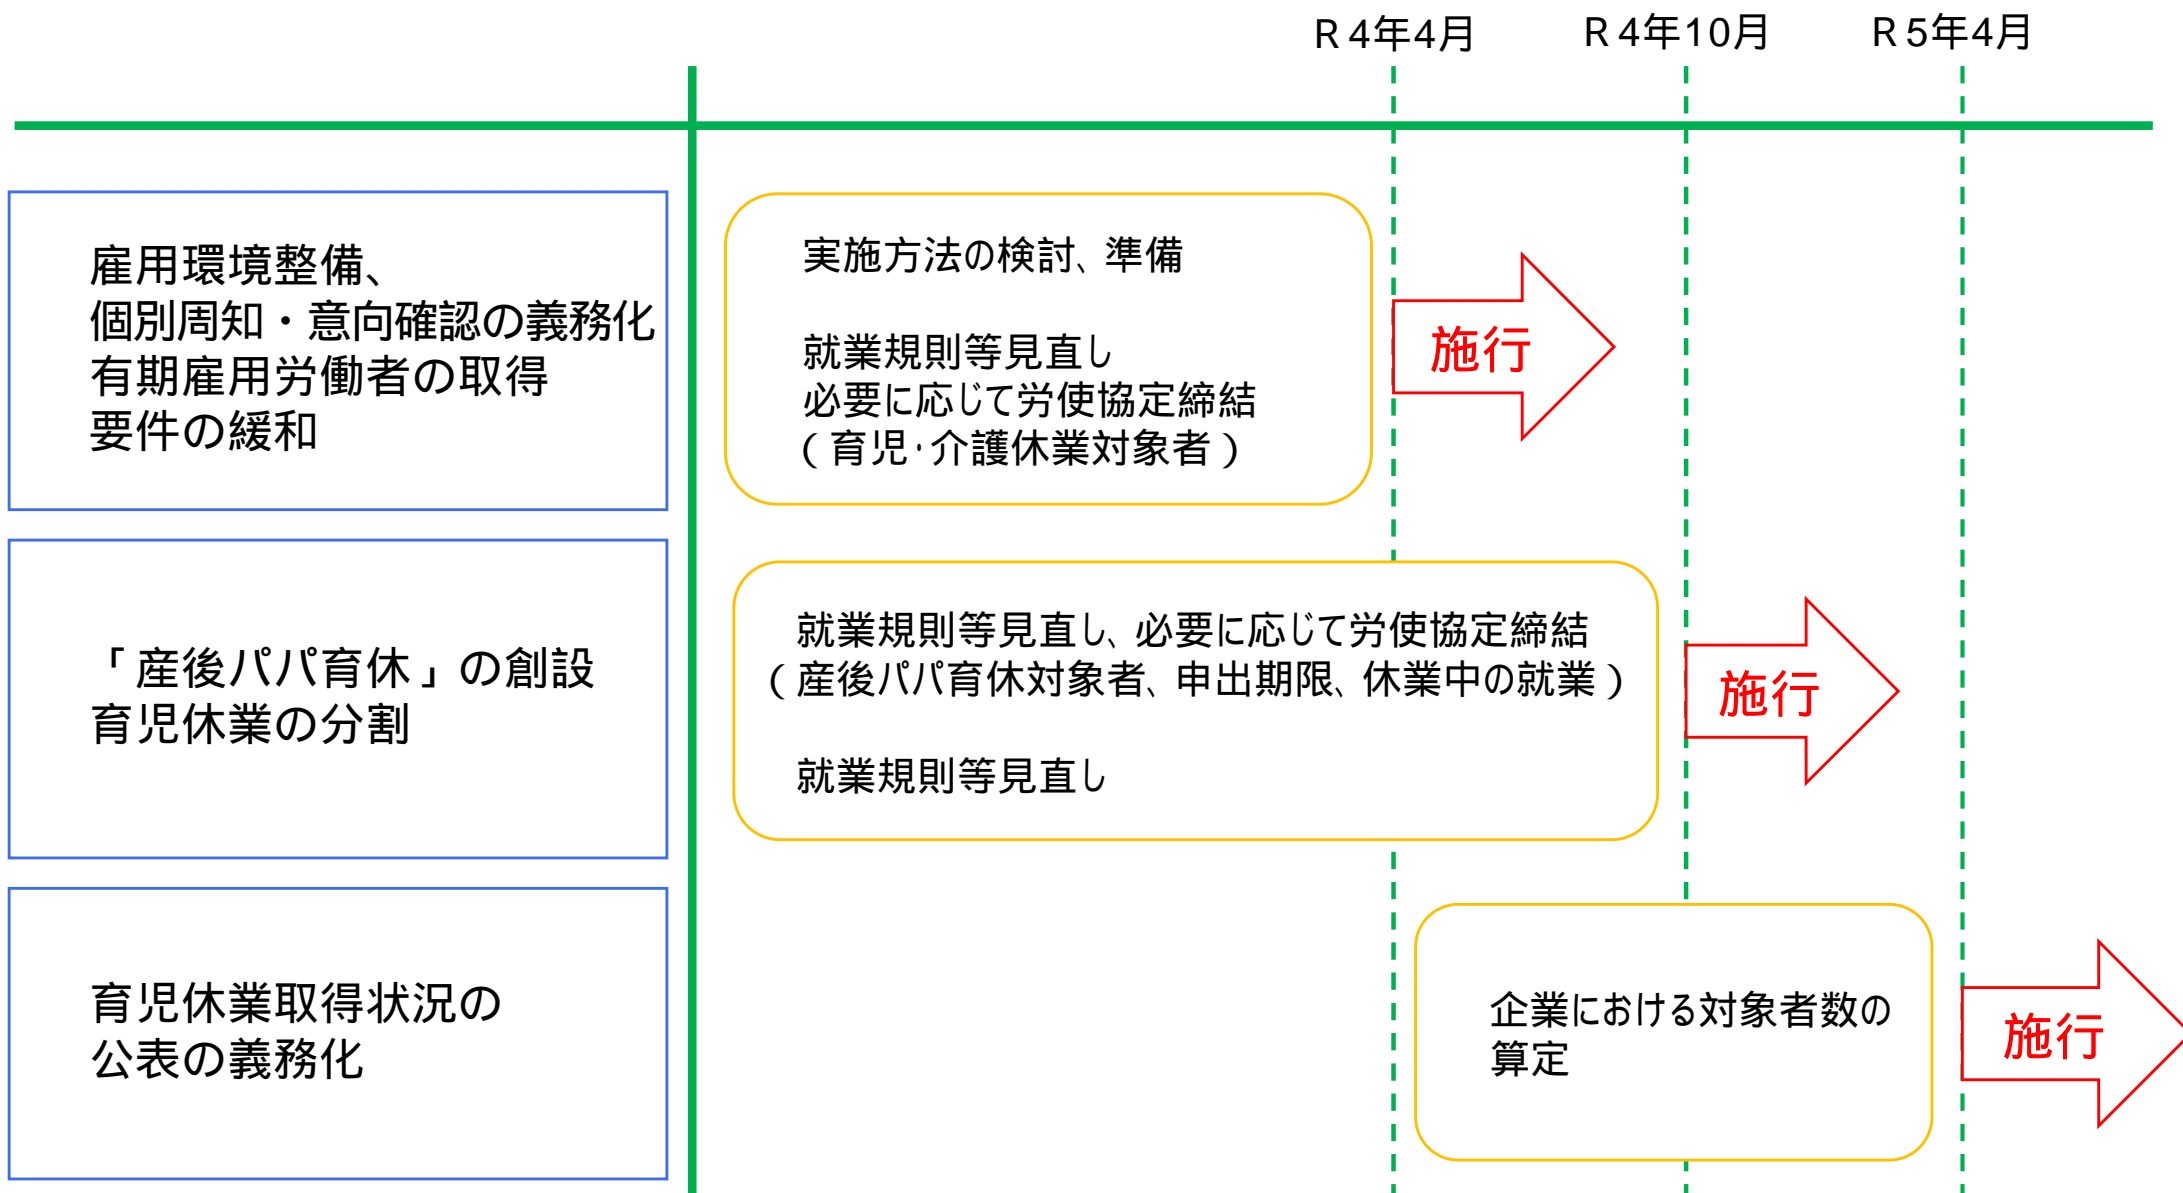 R4年4月
R4年10月
R5年4月
雇用環境整備、
個別周知・意向確認の義務化
有期雇用労働者の取得
要件の緩和
実施方法の検討、準備
就業規則等見直し
必要に応じて労使協定締結
(育児・介護休業対象者)
施行
「産後パパ育休」の創設
育児休業の分割
就業規則等見直し、必要に応じて労使協定締結
(産後パパ育休対象者、申出期限、休業中の就業)
就業規則等見直し
施行
育児休業取得状況の
公表の義務化
企業における対象者数の
算定
施行